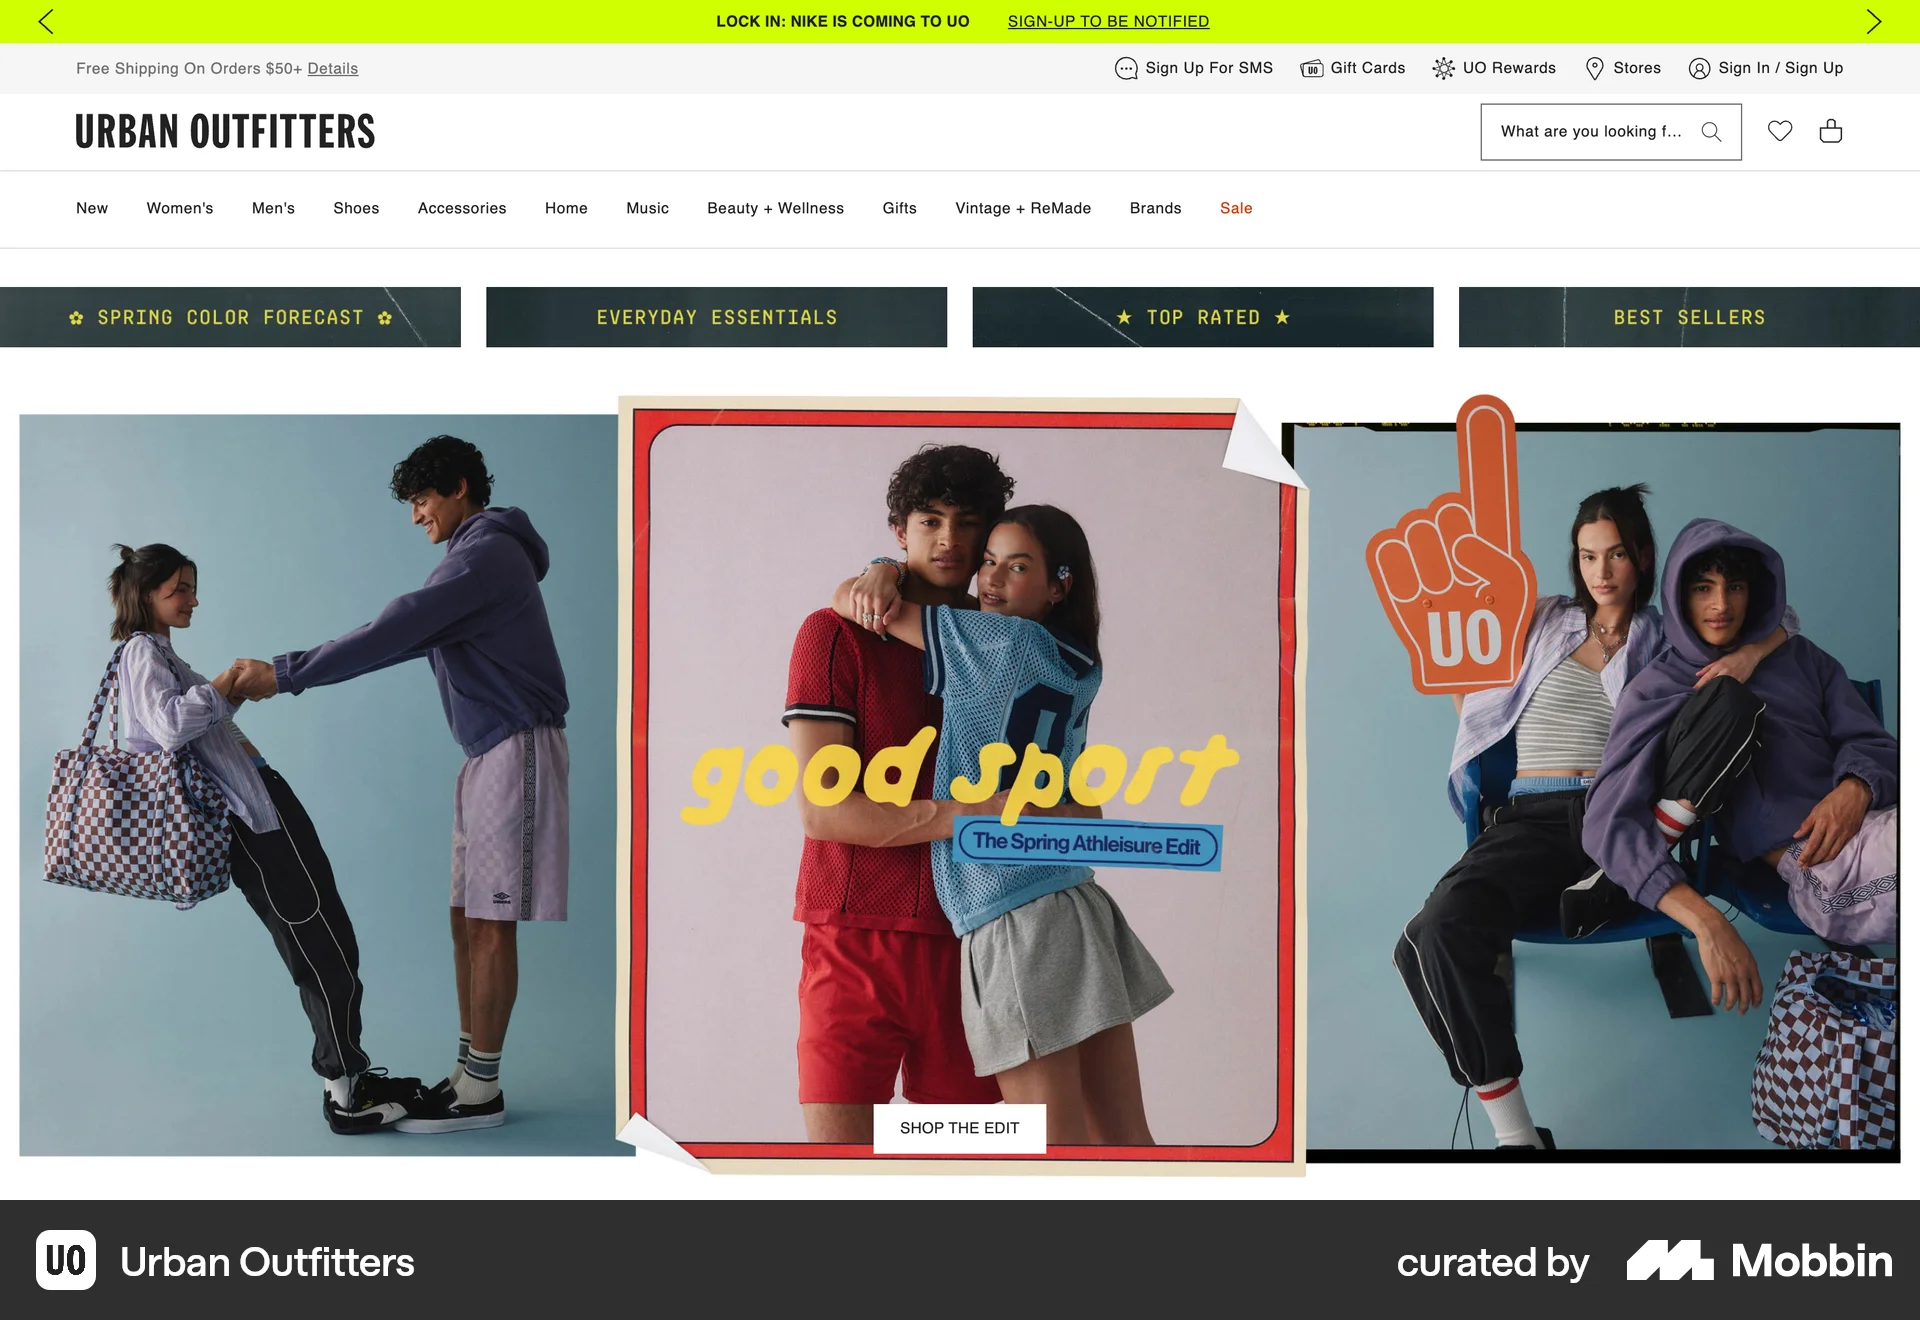 LOCK IN: NIKE IS COMING TO UO SIGN-UP TO BE NOTIFIED
Free Shipping On Orders $50+ Details
Sign Up For SMS
UO
Gift Cards
UO Rewards
Stores
Sign In / Sign Up
URBAN OUTFITTERS
What are you looking f...
New
Women's
Men's
Shoes
Accessories
Home
Music
Beauty + Wellness
Gifts
Vintage + ReMade
Brands
Sale
✿ SPRING COLOR FORECAST ✿
EVERYDAY ESSENTIALS
★ TOP RATED ★
BEST SELLERS
UO
good sport
The Spring Athleisure Edit
umbro
SHOP THE EDIT
UO
Urban Outfitters
curated by
Mobbin